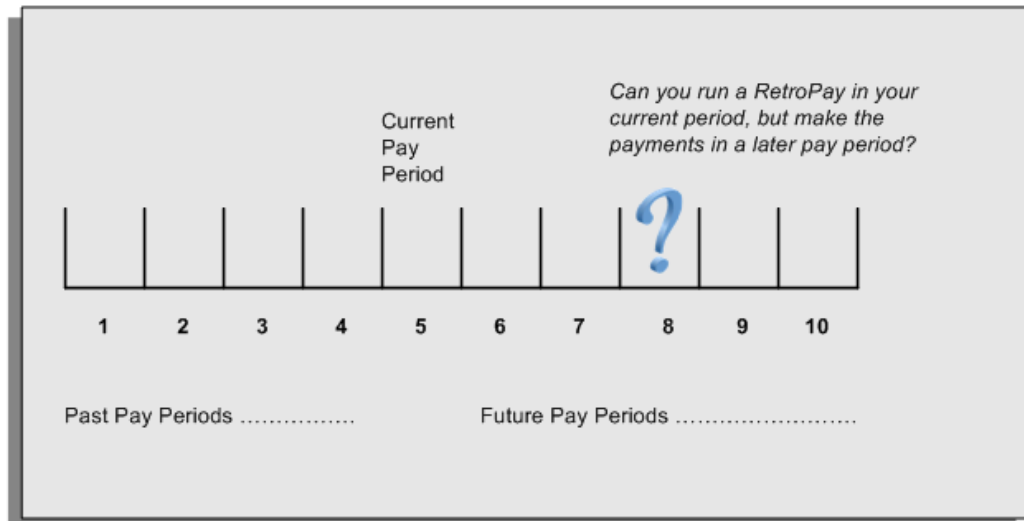 Can you run a RetroPay in your
current period, but make the
payments in a later pay period?
Current
Pay
Period
?
1 2 3 4 5 6 7 8 9 10
Past Pay Periods ................
Future Pay Periods .........................